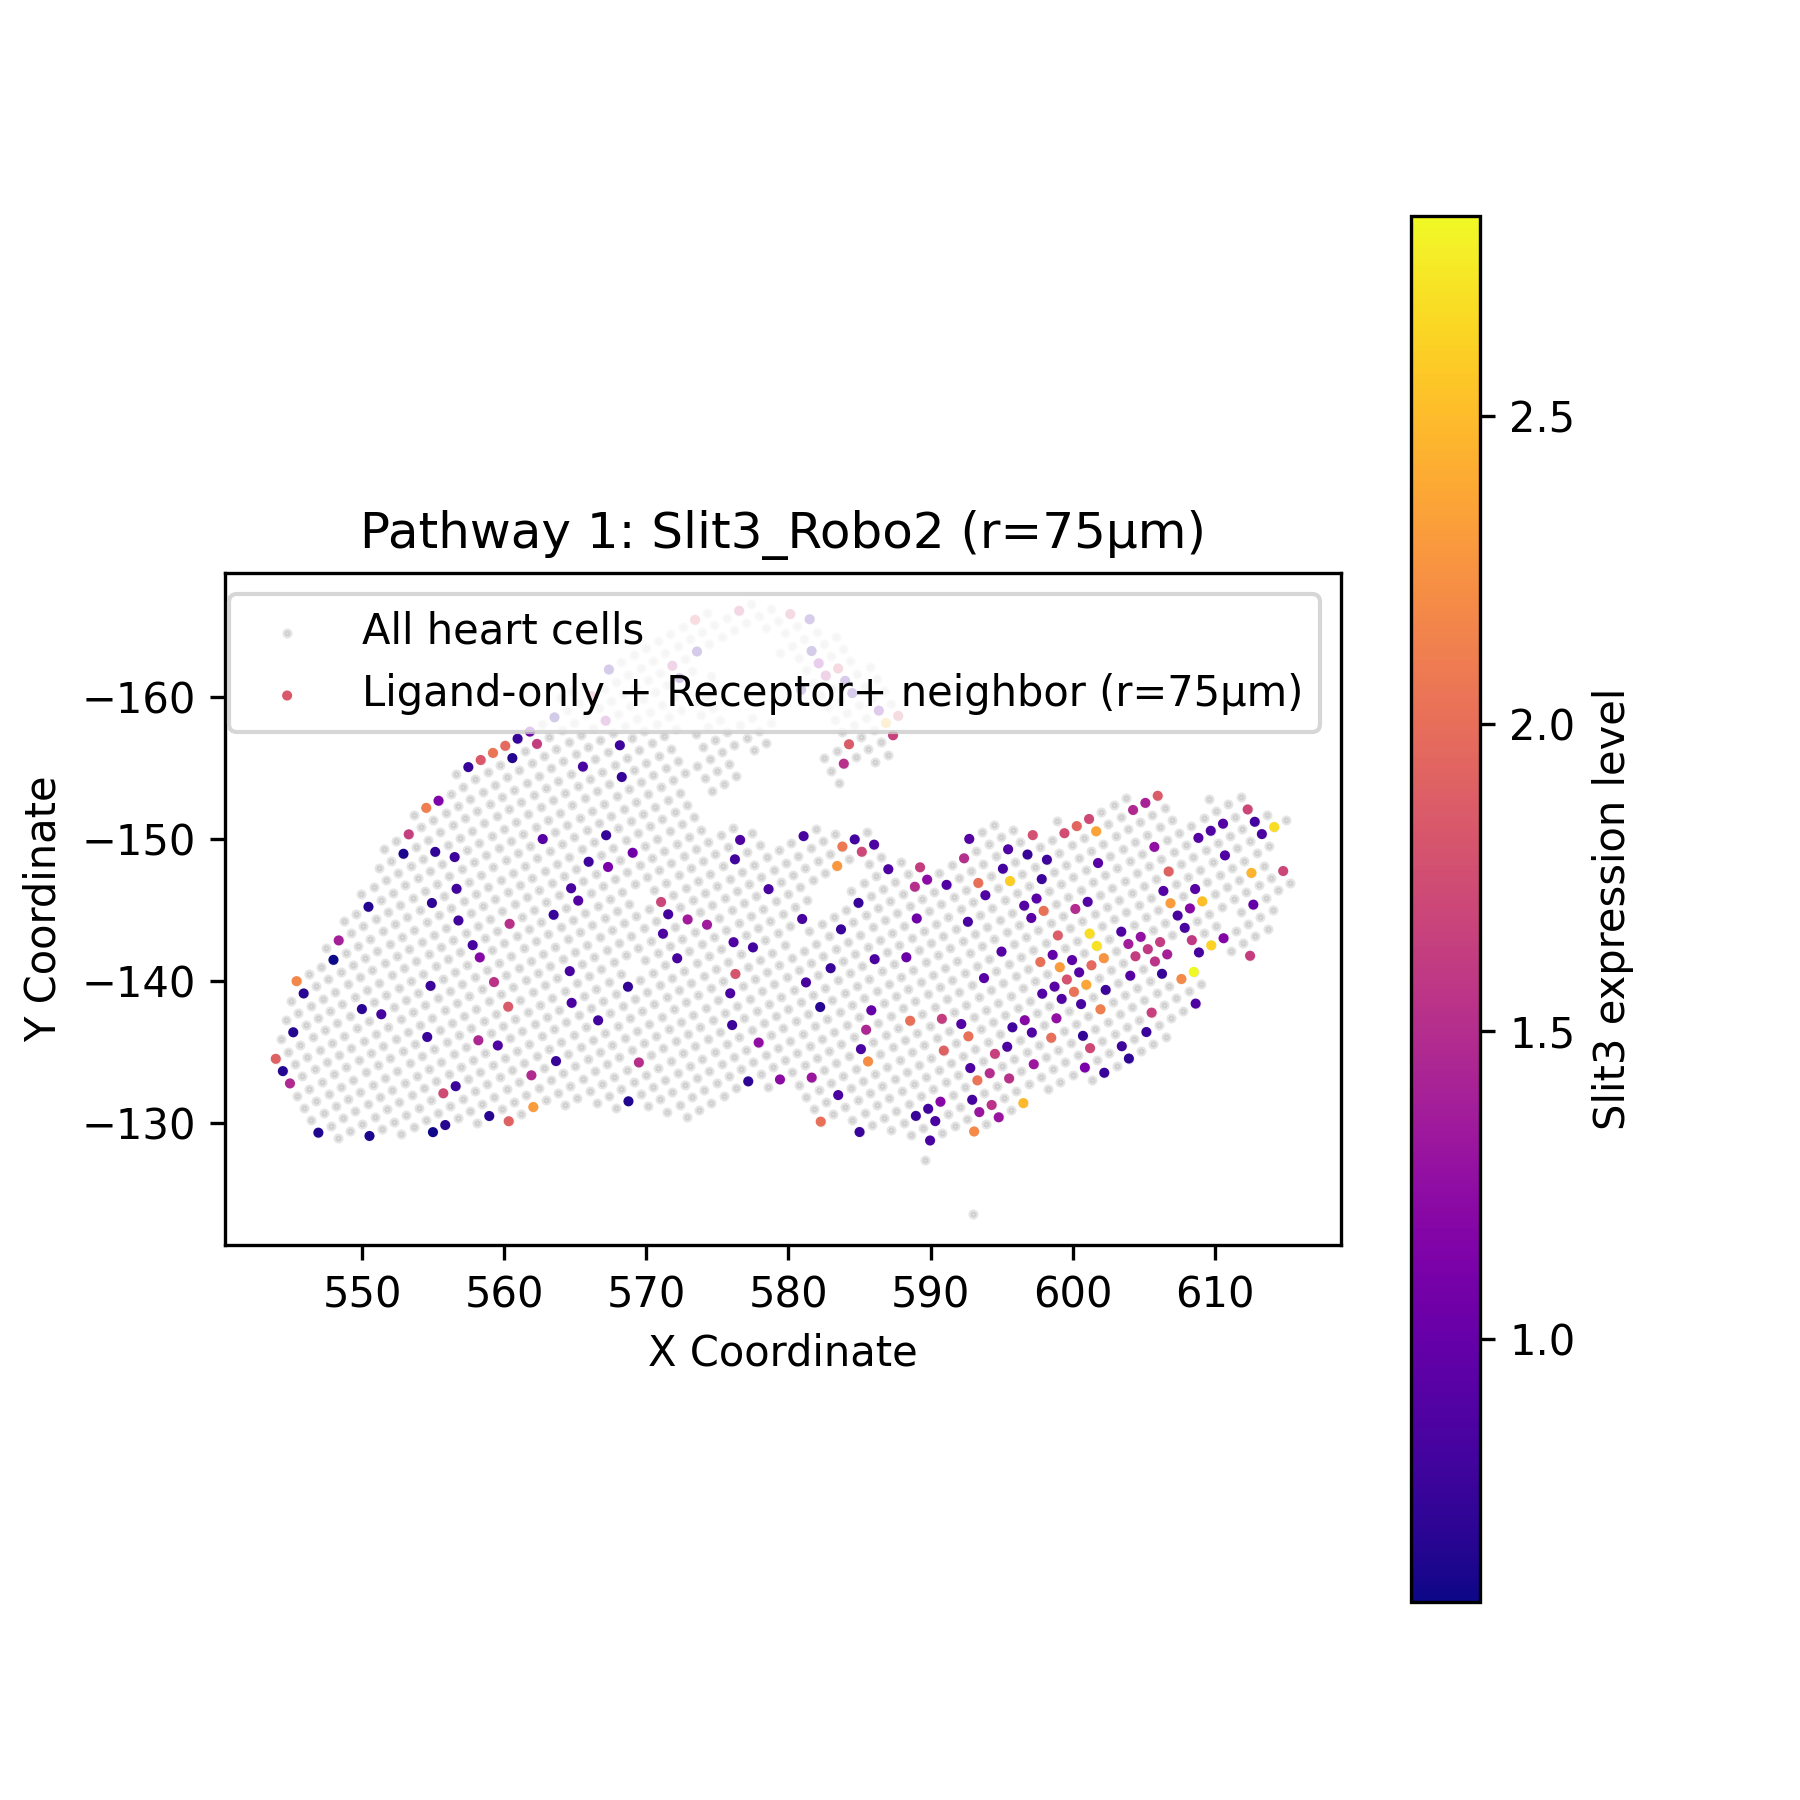 Pathway 1: Slit3_Robo2 (r=75μm)
All heart cells
Ligand-only + Receptor+ neighbor (r=75μm)
−160
−150
−140
−130
Y Coordinate
550 560 570 580 590 600 610
X Coordinate
2.5
2.0
1.5
1.0
Slit3 expression level